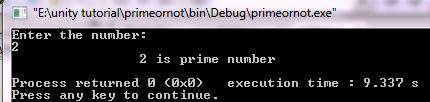 "E:\unity tutorial\primeornot\bin\Debug\primeornot.exe"
Enter the number:
2
2 is prime number
Process returned 0 (0x0)   execution time : 9.337 s
Press any key to continue.